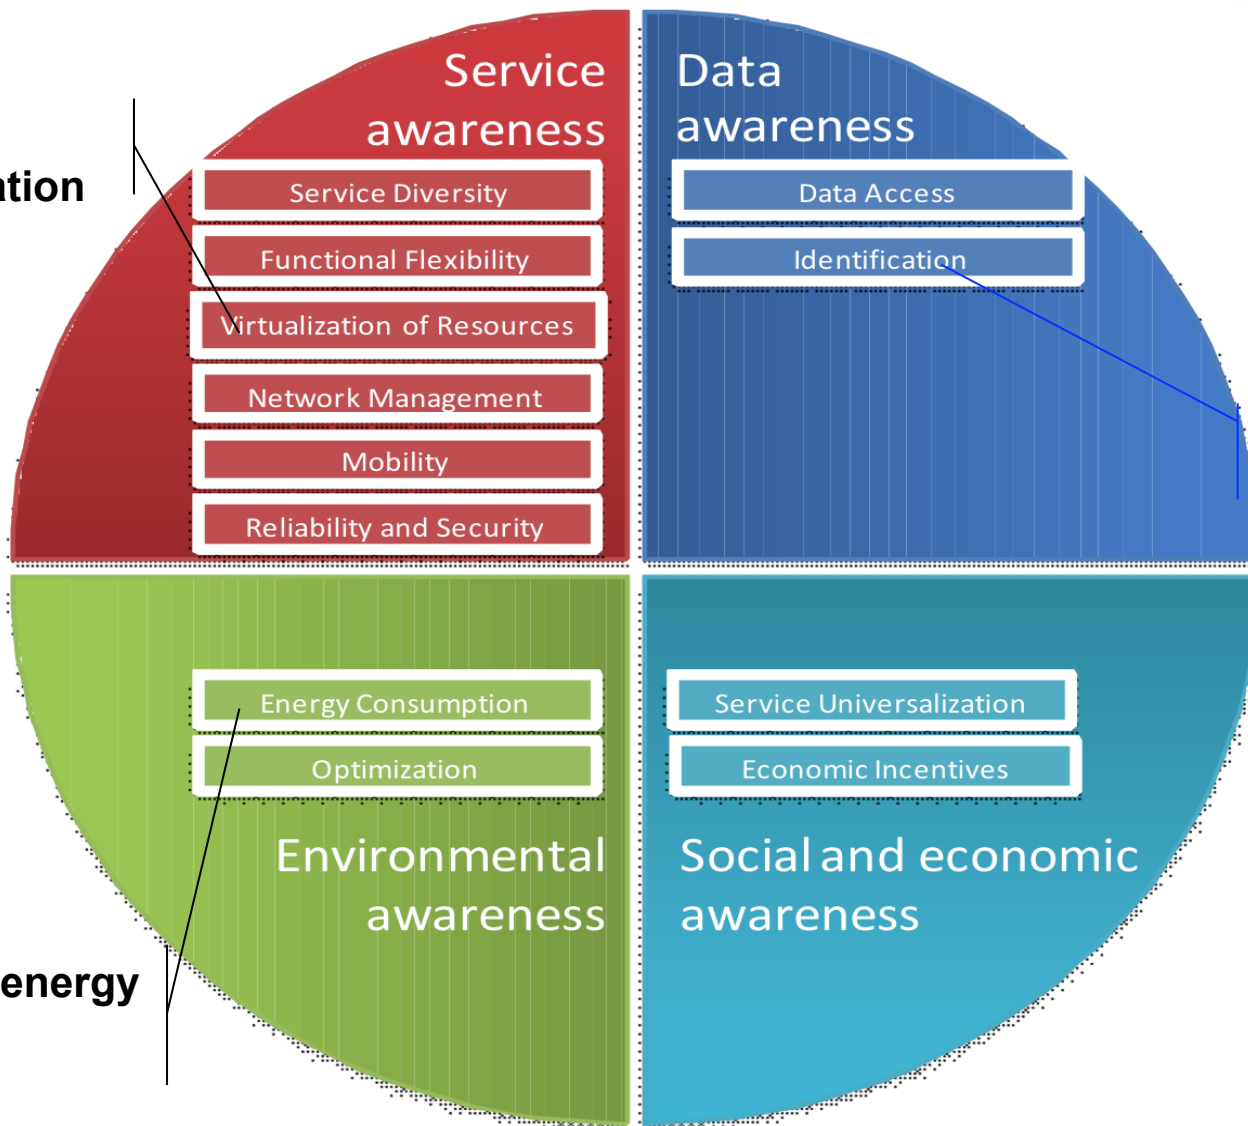 Service
awareness
Service Diversity
Functional Flexibility
Virtualization of Resources
Network Management
Mobility
Reliability and Security
Data
awareness
Data Access
Identification
Energy Consumption
Optimization
Environmental
awareness
energy
Service Universalization
Economic Incentives
Social and economic
awareness